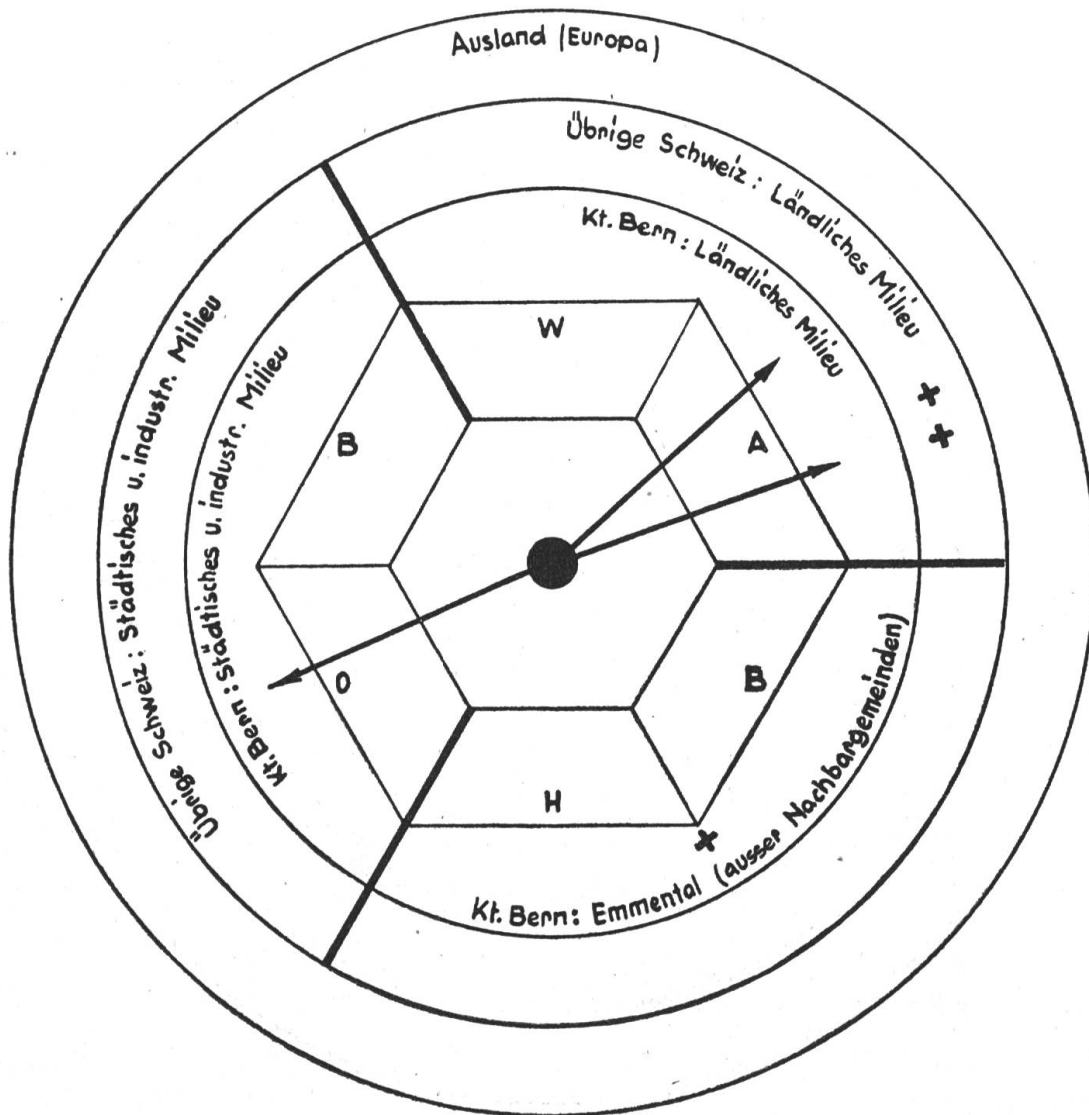 Ausland (Europa)
Übrige Schweiz: Ländliches Milieu
Kt. Bern: Ländliches Milieu
Übrige Schweiz: Städtisches u. industr. Milieu
Kt. Bern: Städtisches u. industr. Milieu
W
B
A
O
B
H
Kt. Bern: Emmental (ausser Nachbargemeinden)